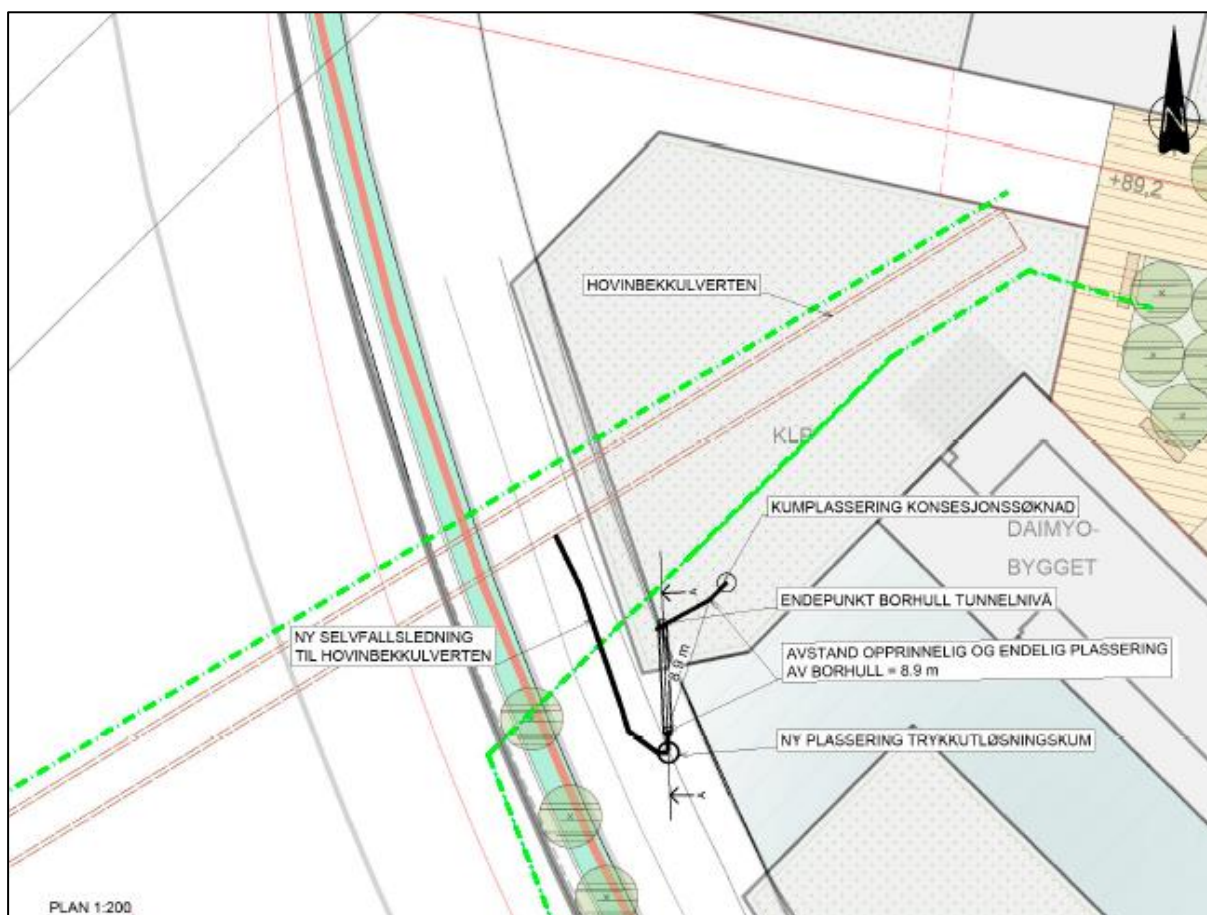 N
+89,2
HOVINBEKKULVERTEN
KLP
KUMPLASSERING KONSESJONSSØKNAD
DAIMYO-
BYGGET
A
ENDEPUNKT BORHULL TUNNELNIVÅ
NY SELVFALLSLEDNING
TIL HOVINBEKKULVERTEN
8.9 m
AVSTAND OPPRINNELIG OG ENDELIG PLASSERING
AV BORHULL = 8.9 m
NY PLASSERING TRYKKUTLØSNINGSKUM
A
PLAN 1:200